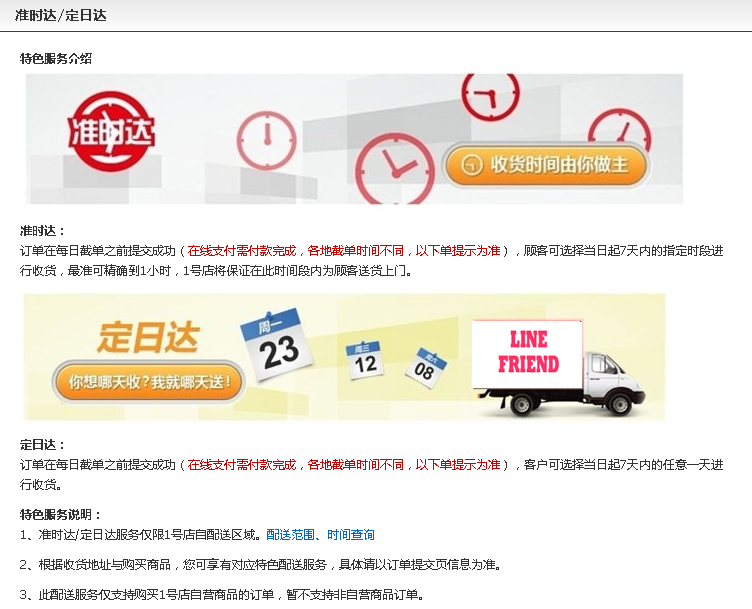 准时达/定日达
特色服务介绍
准时达
收货时间由你做主
准时达：
订单在每日截单之前提交成功（在线支付需付款完成，各地截单时间不同，以下单提示为准），顾客可选择当日起7天内的指定时段进
行收货，最准可精确到1小时，1号店将保证在此时间段内为顾客送货上门。
定日达
你想哪天收?我就哪天送!
周一
23
周三
12
周六
08
LINE
FRIEND
定日达：
订单在每日截单之前提交成功（在线支付需付款完成，各地截单时间不同，以下单提示为准），客户可选择当日起7天内的任意一天进
行收货。
特色服务说明：
1、准时达/定日达服务仅限1号店自配送区域。配送范围、时间查询
2、根据收货地址与购买商品，您可享有对应特色配送服务，具体请以订单提交页信息为准。
3、此配送服务仅支持购买1号店自营商品的订单，暂不支持非自营商品订单。